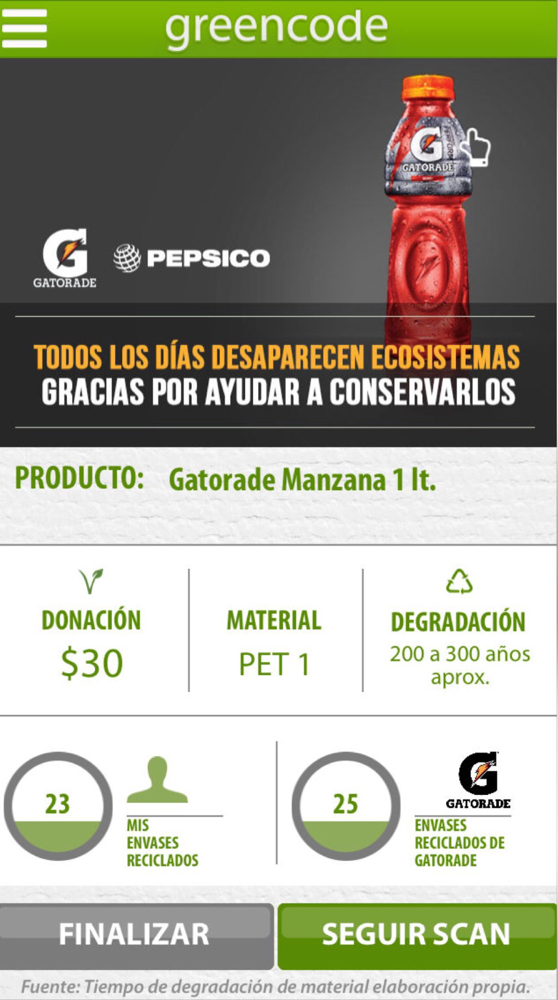 greencode
G
GATORADE
G
GATORADE
PEPSICO
TODOS LOS DÍAS DESAPARECEN ECOSISTEMAS
GRACIAS POR AYUDAR A CONSERVARLOS
PRODUCTO: Gatorade Manzana 1 lt.
DONACIÓN
$30
MATERIAL
PET 1
DEGRADACIÓN
200 a 300 años
aprox.
23
MIS
ENVASES
RECICLADOS
25
G
GATORADE
ENVASES
RECICLADOS DE
GATORADE
FINALIZAR
SEGUIR SCAN
Fuente: Tiempo de degradación de material elaboración propia.